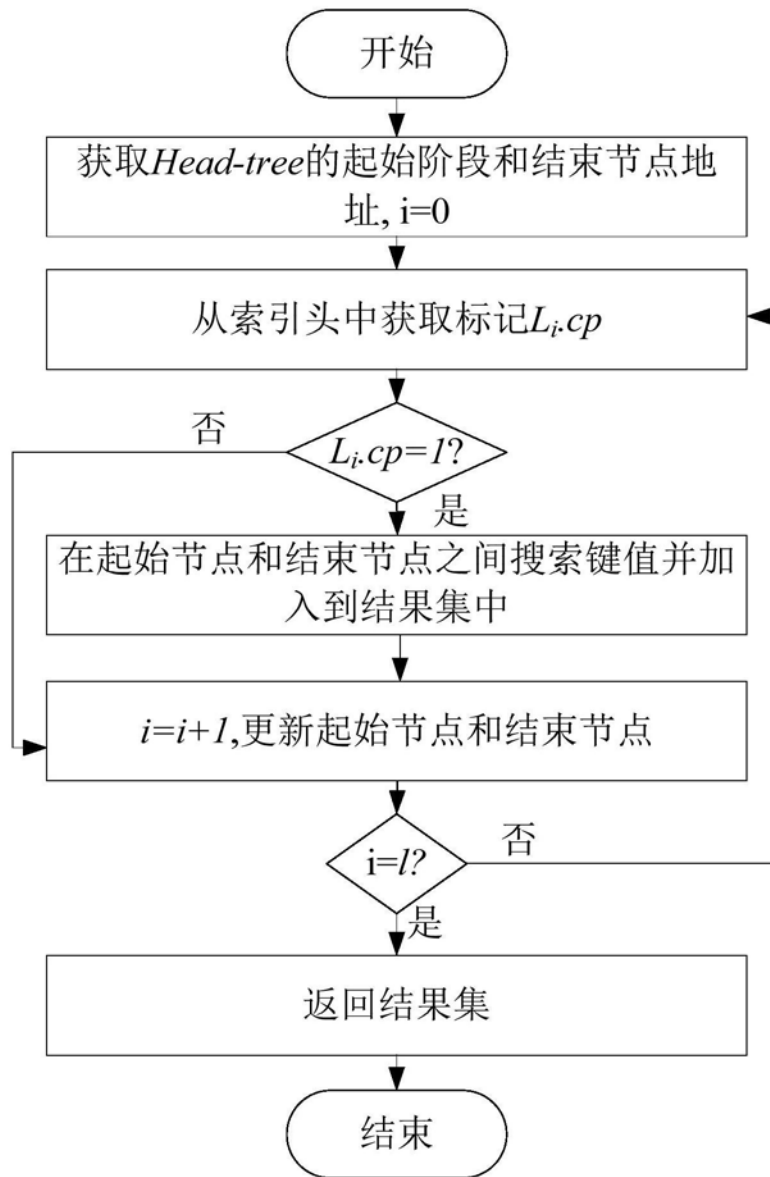 开始
获取Head-tree的起始阶段和结束节点地
址, i=0
从索引头中获取标记Li.cp
否
Li.cp=1?
是
在起始节点和结束节点之间搜索键值并加
入到结果集中
i=i+1,更新起始节点和结束节点
i=l?
否
是
返回结果集
结束